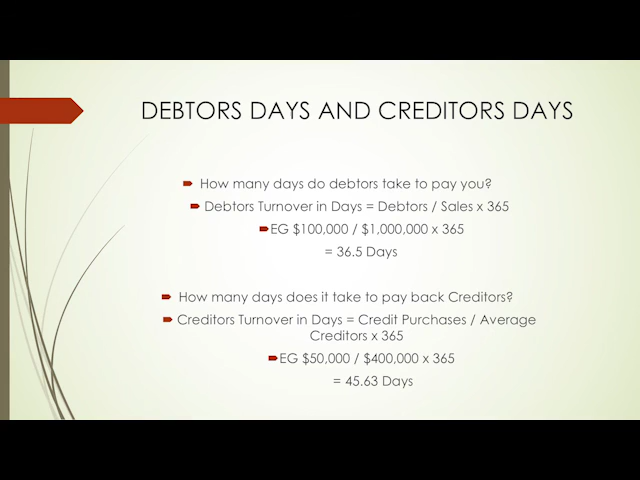 DEBTORS DAYS AND CREDITORS DAYS
How many days do debtors take to pay you?
Debtors Turnover in Days = Debtors / Sales x 365
EG $100,000 / $1,000,000 x 365
= 36.5 Days
How many days does it take to pay back Creditors?
Creditors Turnover in Days = Credit Purchases / Average
Creditors x 365
EG $50,000 / $400,000 x 365
= 45.63 Days